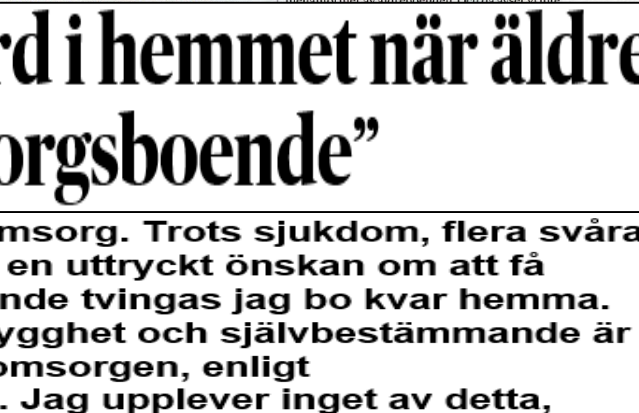 rd i hemmet när äldre
orgsboende”
msorg. Trots sjukdom, flera svåra
en uttryckt önskan om att få
nde tvingas jag bo kvar hemma.
ygghet och självbestämmande är
omsorgen, enligt
. Jag upplever inget av detta,